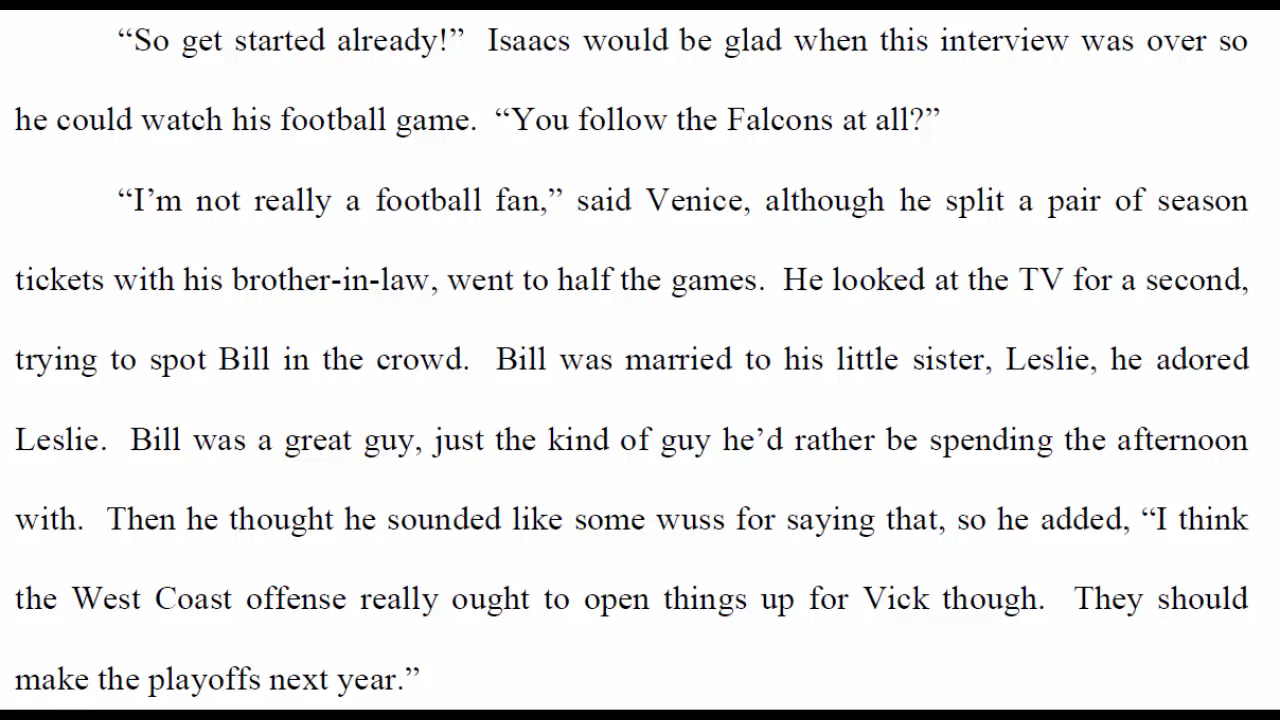 “So get started already!”  Isaacs would be glad when this interview was over so
he could watch his football game.  “You follow the Falcons at all?”
“I’m not really a football fan,” said Venice, although he split a pair of season
tickets with his brother-in-law, went to half the games.  He looked at the TV for a second,
trying to spot Bill in the crowd.  Bill was married to his little sister, Leslie, he adored
Leslie.  Bill was a great guy, just the kind of guy he’d rather be spending the afternoon
with.  Then he thought he sounded like some wuss for saying that, so he added, “I think
the West Coast offense really ought to open things up for Vick though.  They should
make the playoffs next year.”